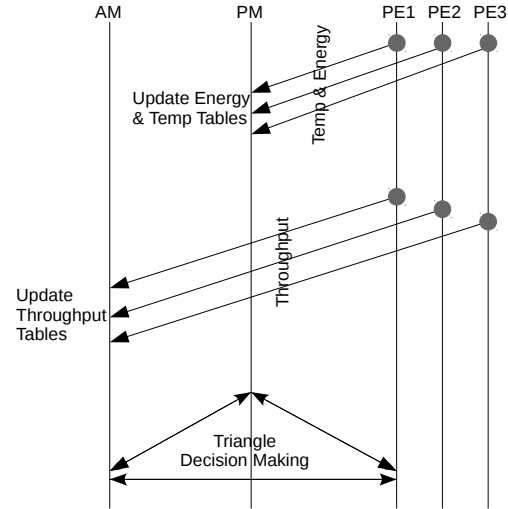 AM PM PE1 PE2 PE3
Temp & Energy
Update Energy
& Temp Tables
Throughput
Update
Throughput
Tables
Triangle
Decision Making